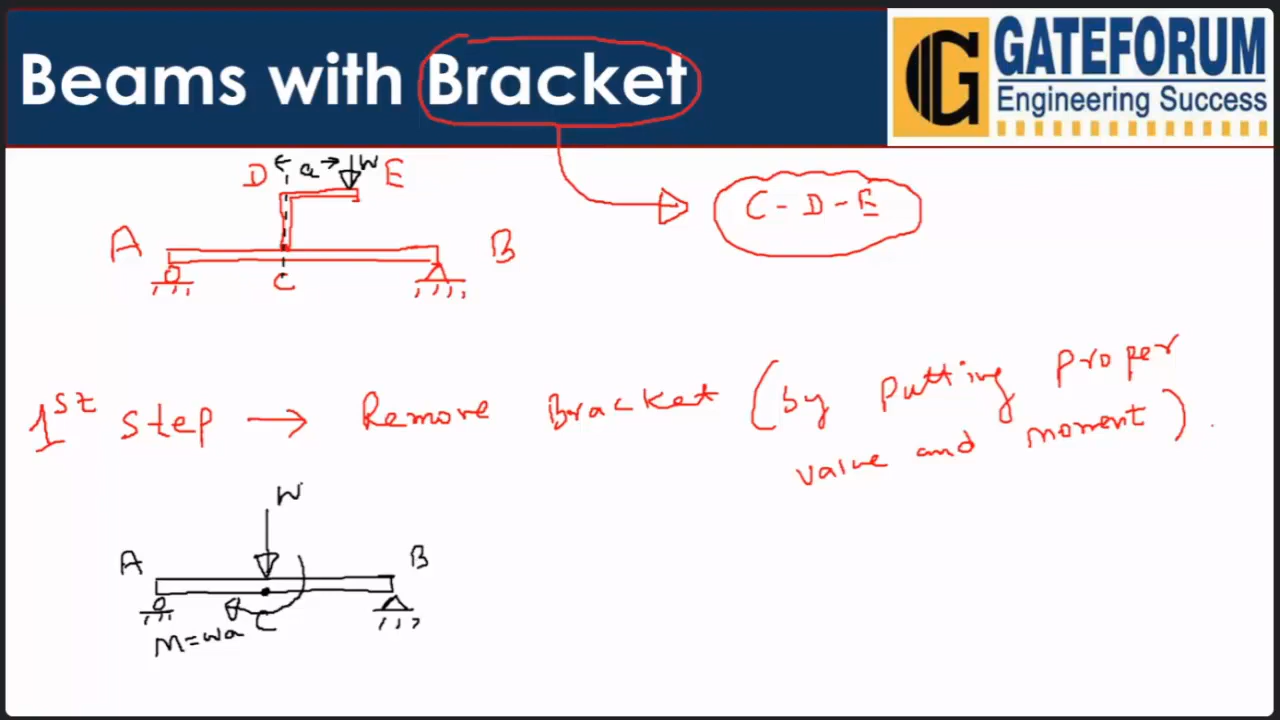 Beams with Bracket
GATEFORUM
Engineering Success
D a W E
C - D - E
A B
C
1st step → Remove Bracket (by putting proper
value and moment).
W
A B
C
M=wa